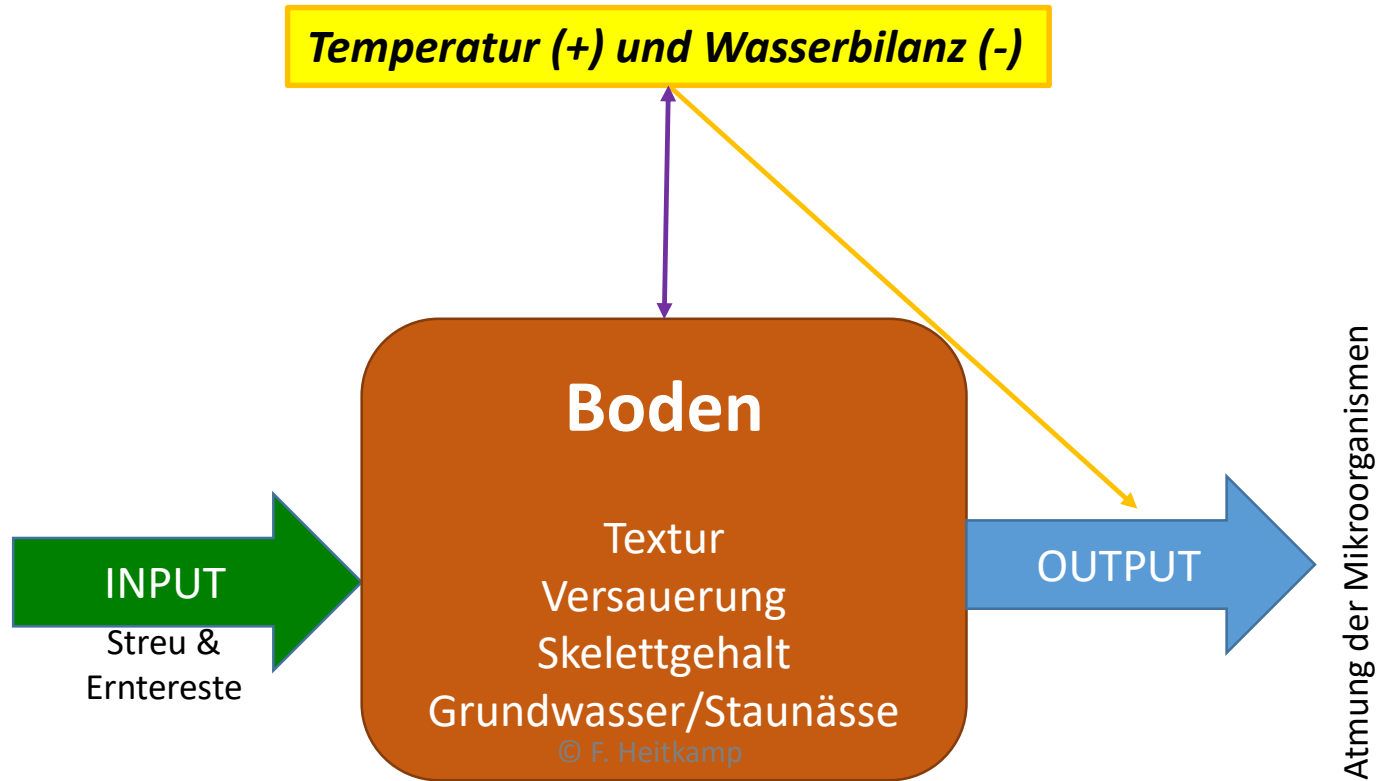 Temperatur (+) und Wasserbilanz (-)
Boden
Textur
Versauerung
Skelettgehalt
Grundwasser/Staunässe
© F. Heitkamp
INPUT
Streu &
Erntereste
OUTPUT
Atmung der Mikroorganismen